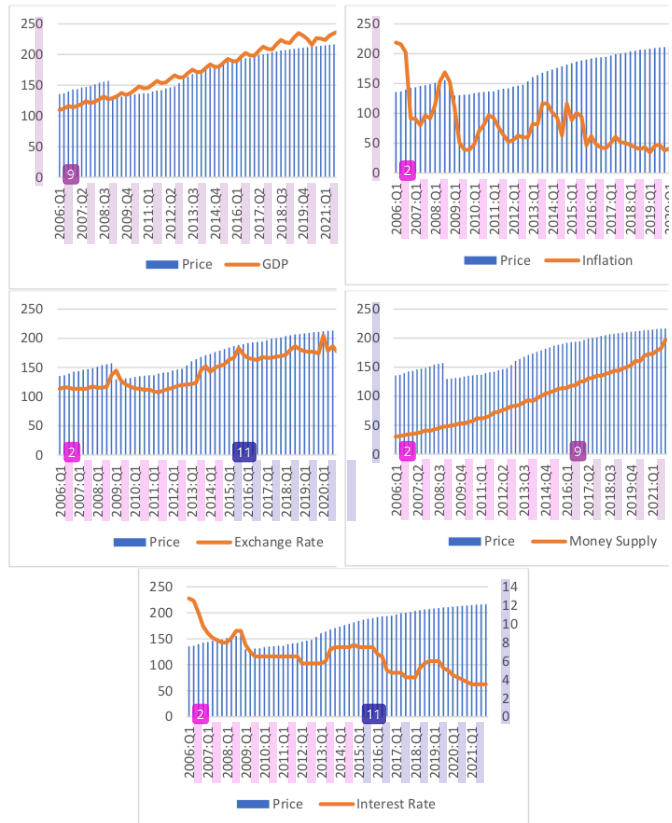 250
200
150
100
50
0
9
2006:Q1
2007:Q2
2008:Q3
2009:Q4
2011:Q1
2012:Q2
2013:Q3
2014:Q4
2016:Q1
2017:Q2
2018:Q3
2019:Q4
2021:Q1
Price GDP
250
200
150
100
50
0
2
2006:Q1
2007:Q1
2008:Q1
2009:Q1
2010:Q1
2011:Q1
2012:Q1
2013:Q1
2014:Q1
2015:Q1
2016:Q1
2017:Q1
2018:Q1
2019:Q1
Price Inflation
250
200
150
100
50
0
2
11
2006:Q1
2007:Q1
2008:Q1
2009:Q1
2010:Q1
2011:Q1
2012:Q1
2013:Q1
2014:Q1
2015:Q1
2016:Q1
2017:Q1
2018:Q1
2019:Q1
2020:Q1
Price Exchange Rate
250
200
150
100
50
0
2
9
2006:Q1
2007:Q2
2008:Q3
2009:Q4
2011:Q1
2012:Q2
2013:Q3
2014:Q4
2016:Q1
2017:Q2
2018:Q3
2019:Q4
2021:Q1
Price Money Supply
250
200
150
100
50
0
14
12
10
8
6
4
2
0
2
11
2006:Q1
2007:Q1
2008:Q1
2009:Q1
2010:Q1
2011:Q1
2012:Q1
2013:Q1
2014:Q1
2015:Q1
2016:Q1
2017:Q1
2018:Q1
2019:Q1
2020:Q1
2021:Q1
Price Interest Rate